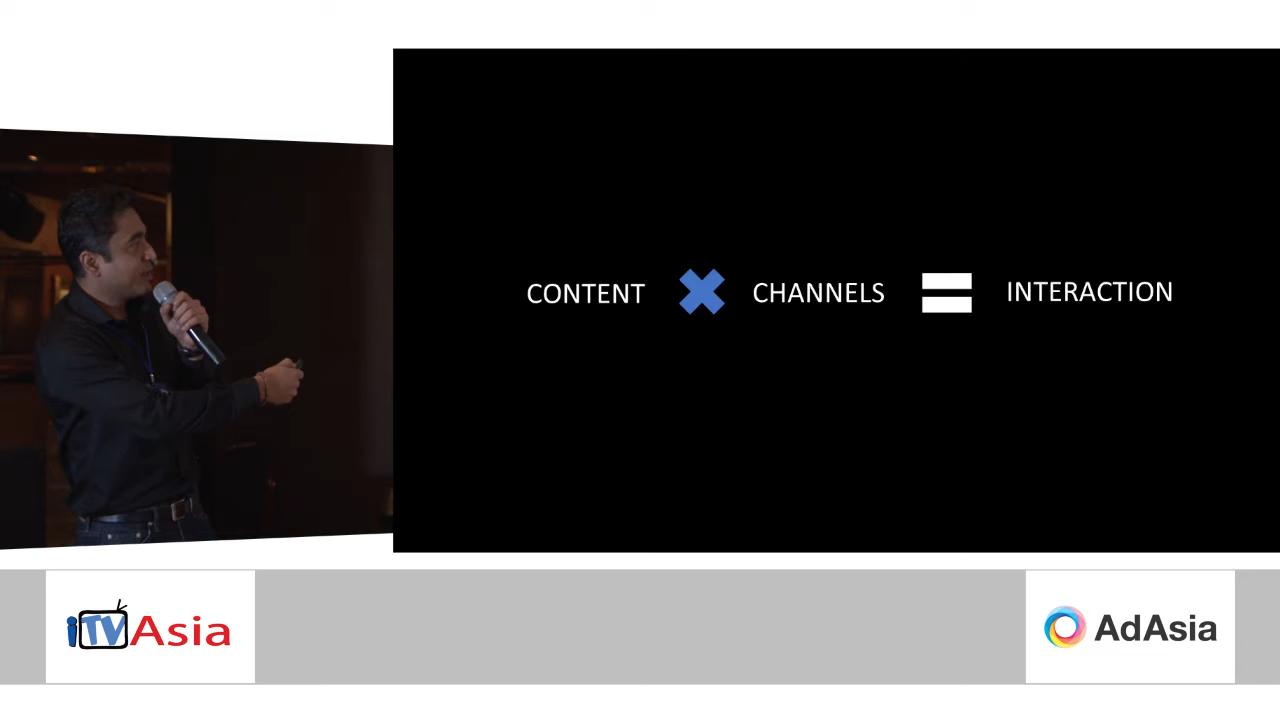 CONTENT ✖ CHANNELS = INTERACTION
iTVAsia
AdAsia